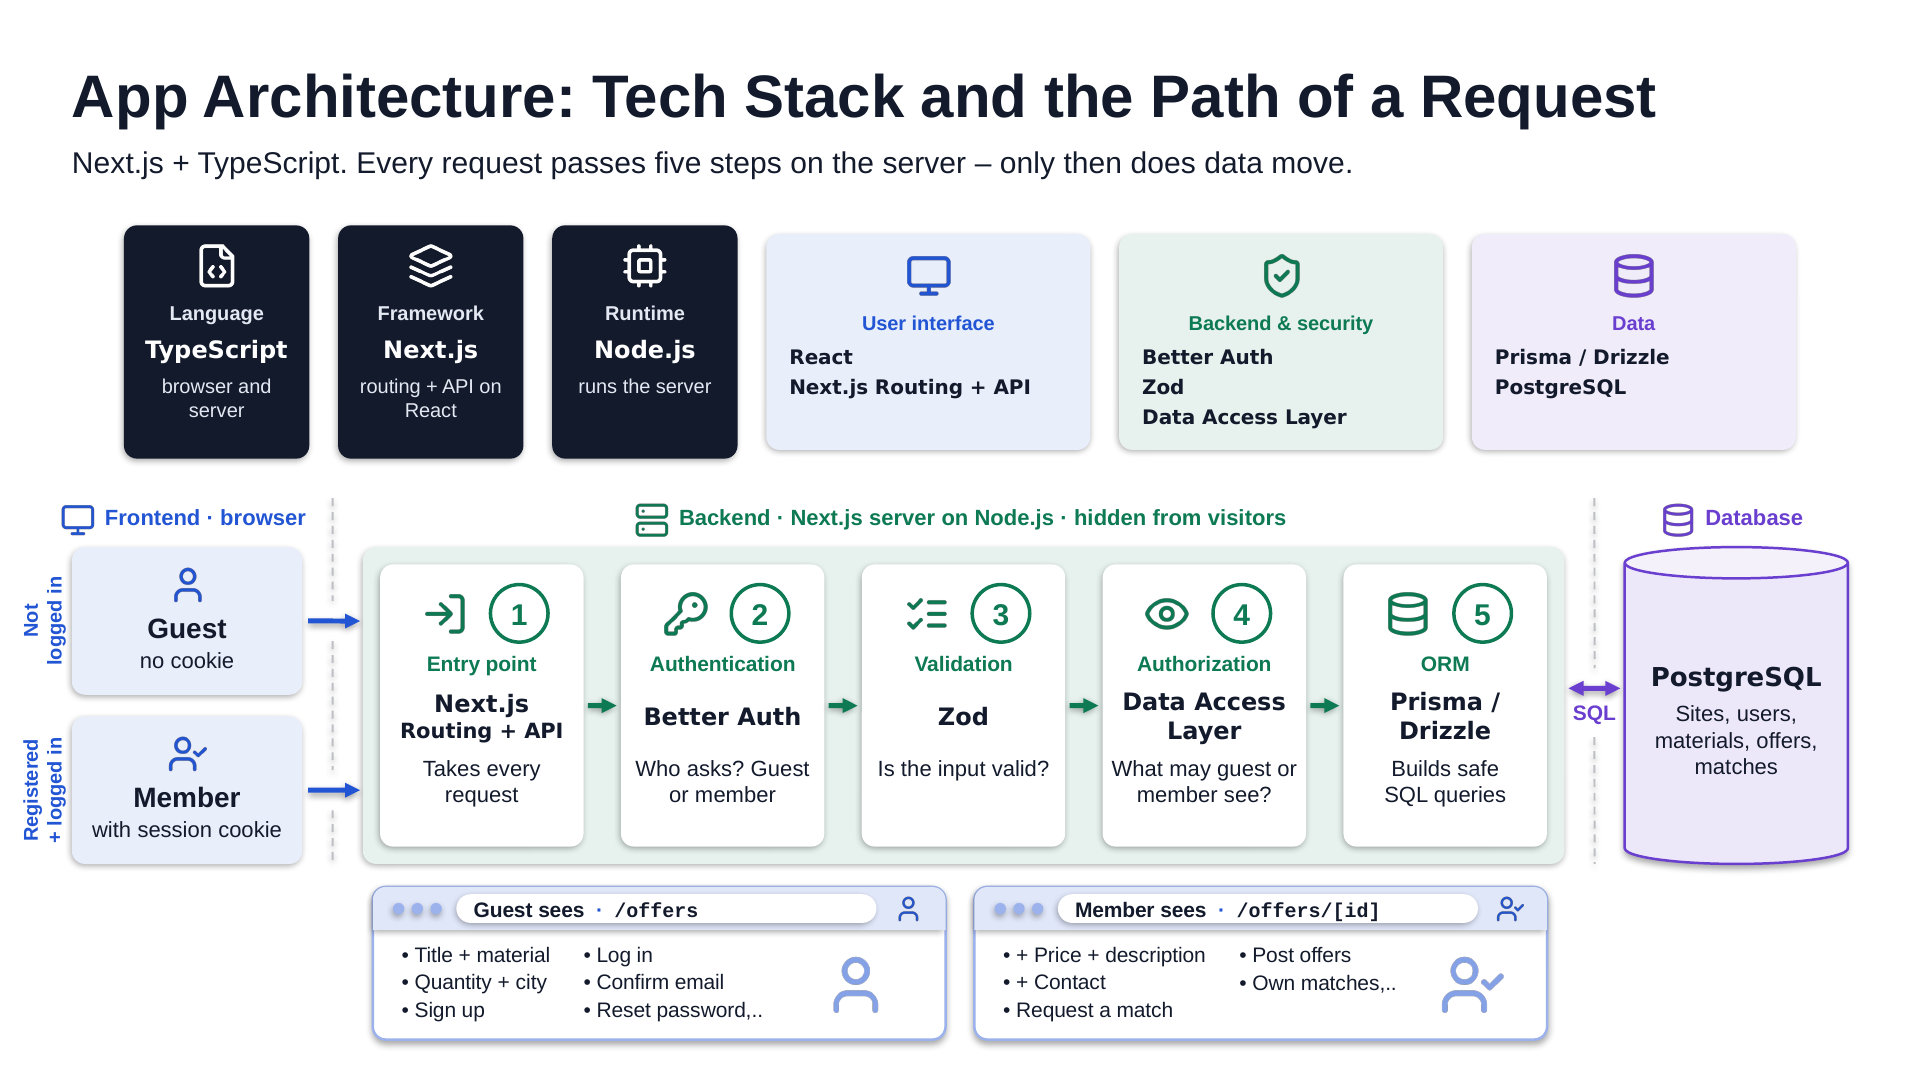 App Architecture: Tech Stack and the Path of a Request
Next.js + TypeScript. Every request passes five steps on the server – only then does data move.
Language
TypeScript
browser and
server
Framework
Next.js
routing + API on
React
Runtime
Node.js
runs the server
User interface
React
Next.js Routing + API
Backend & security
Better Auth
Zod
Data Access Layer
Data
Prisma / Drizzle
PostgreSQL
Frontend · browser
Backend · Next.js server on Node.js · hidden from visitors
Database
Not
logged in
Guest
no cookie
Registered
+ logged in
Member
with session cookie
1
Entry point
Next.js
Routing + API
Takes every
request
2
Authentication
Better Auth
Who asks? Guest
or member
3
Validation
Zod
Is the input valid?
4
Authorization
Data Access
Layer
What may guest or
member see?
5
ORM
Prisma /
Drizzle
Builds safe
SQL queries
SQL
PostgreSQL
Sites, users,
materials, offers,
matches
Guest sees · /offers
• Title + material
• Quantity + city
• Sign up
• Log in
• Confirm email
• Reset password,..
Member sees · /offers/[id]
• + Price + description
• + Contact
• Request a match
• Post offers
• Own matches,..